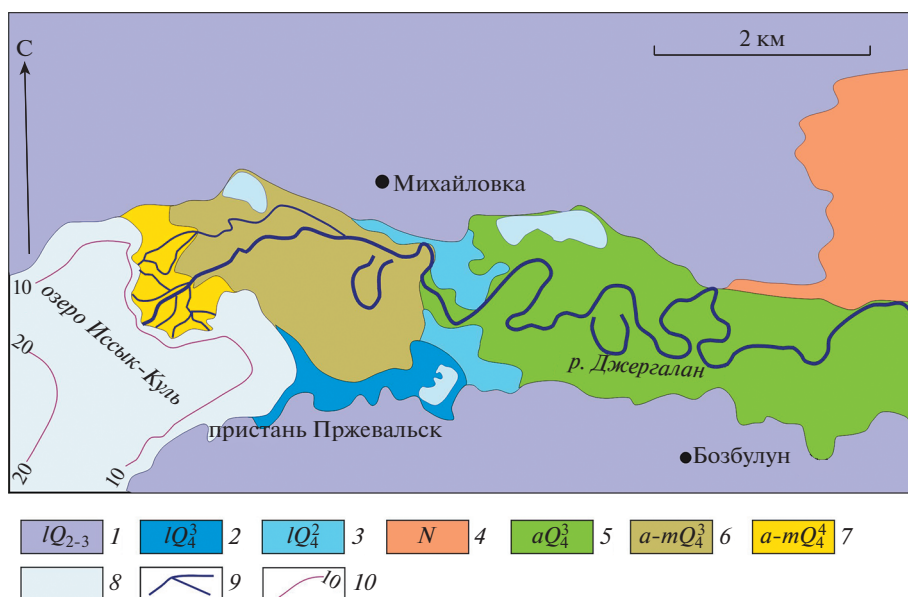 С
2 км
Михайловка
10
озеро Иссык-Куль
20
р. Джергалан
пристань Пржевальск
20
10
Бозбулун
lQ₂₋₃ 1 lQ₄³ 2 lQ₄² 3 N 4 aQ₄³ 5 a-mQ₄³ 6 a-mQ₄⁴ 7
8 9 10 10